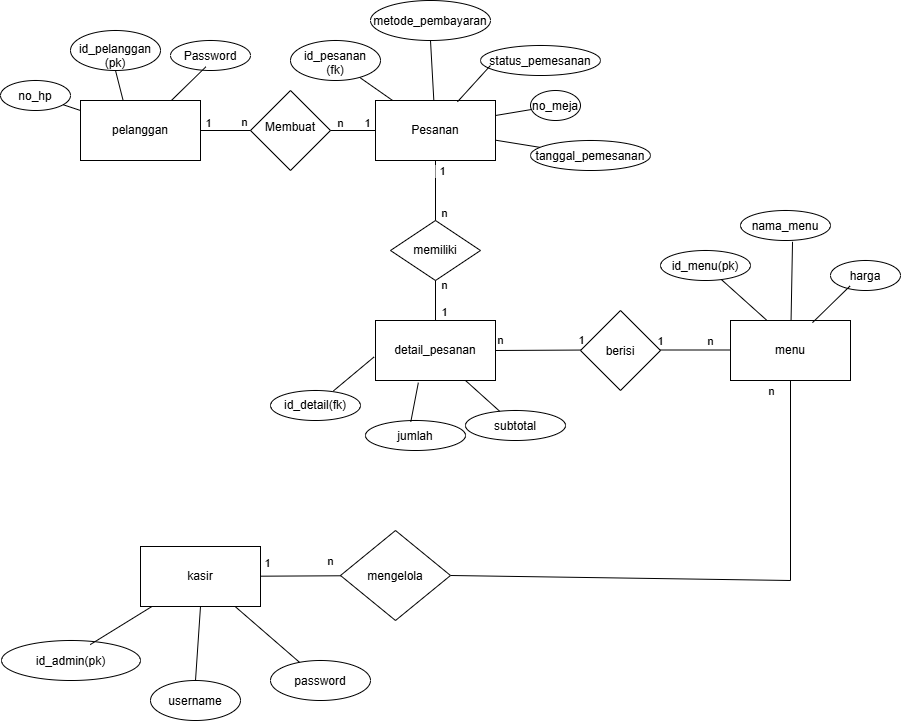 metode_pembayaran
id_pelanggan
(pk)
Password
id_pesanan
(fk)
status_pemesanan
no_hp
no_meja
pelanggan
1
n
Membuat
n
1
Pesanan
tanggal_pemesanan
1
n
memiliki
n
1
nama_menu
id_menu(pk)
harga
detail_pesanan
n
1
berisi
1
n
menu
n
id_detail(fk)
jumlah
subtotal
kasir
1
n
mengelola
id_admin(pk)
username
password